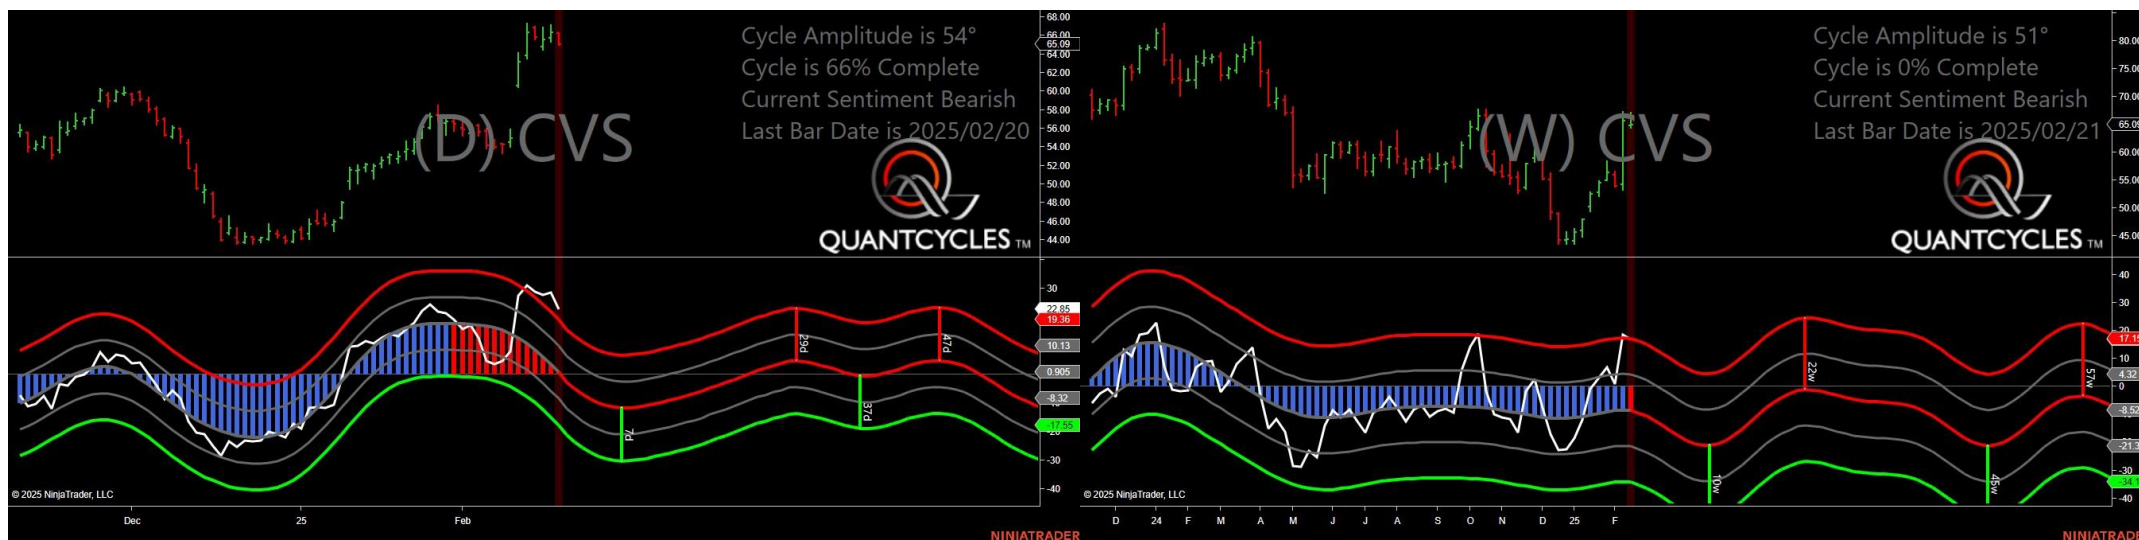 Cycle Amplitude is 54°
Cycle is 66% Complete
Current Sentiment Bearish
Last Bar Date is 2025/02/20
(D) CVS
QUANTCYCLES TM
68.00
66.00
65.09
64.00
62.00
60.00
58.00
56.00
54.00
52.00
50.00
48.00
46.00
44.00
30
22.85
19.36
10.13
0.905
-8.32
-17.55
-30
-40
7d
29d
37d
47d
© 2025 NinjaTrader, LLC
Dec
25
Feb
NINJATRADER
Cycle Amplitude is 51°
Cycle is 0% Complete
Current Sentiment Bearish
Last Bar Date is 2025/02/21
(W) CVS
QUANTCYCLES TM
80.00
75.00
70.00
65.09
60.00
55.00
50.00
45.00
40
30
17.15
10
4.32
0
-8.52
-21.3
-30
-34.1
-40
10w
22w
45w
57w
© 2025 NinjaTrader, LLC
D 24 F M A M J J A S O N D 25 F
NINJATRADER